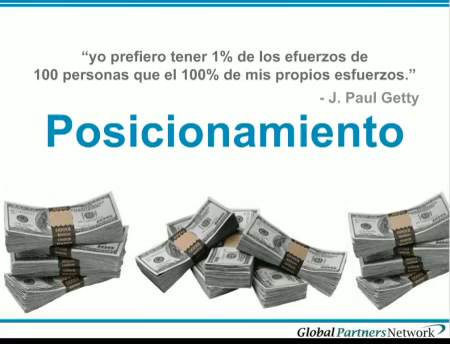 “yo prefiero tener 1% de los efuerzos de
100 personas que el 100% de mis propios esfuerzos.”
- J. Paul Getty
Posicionamiento
Global Partners Network